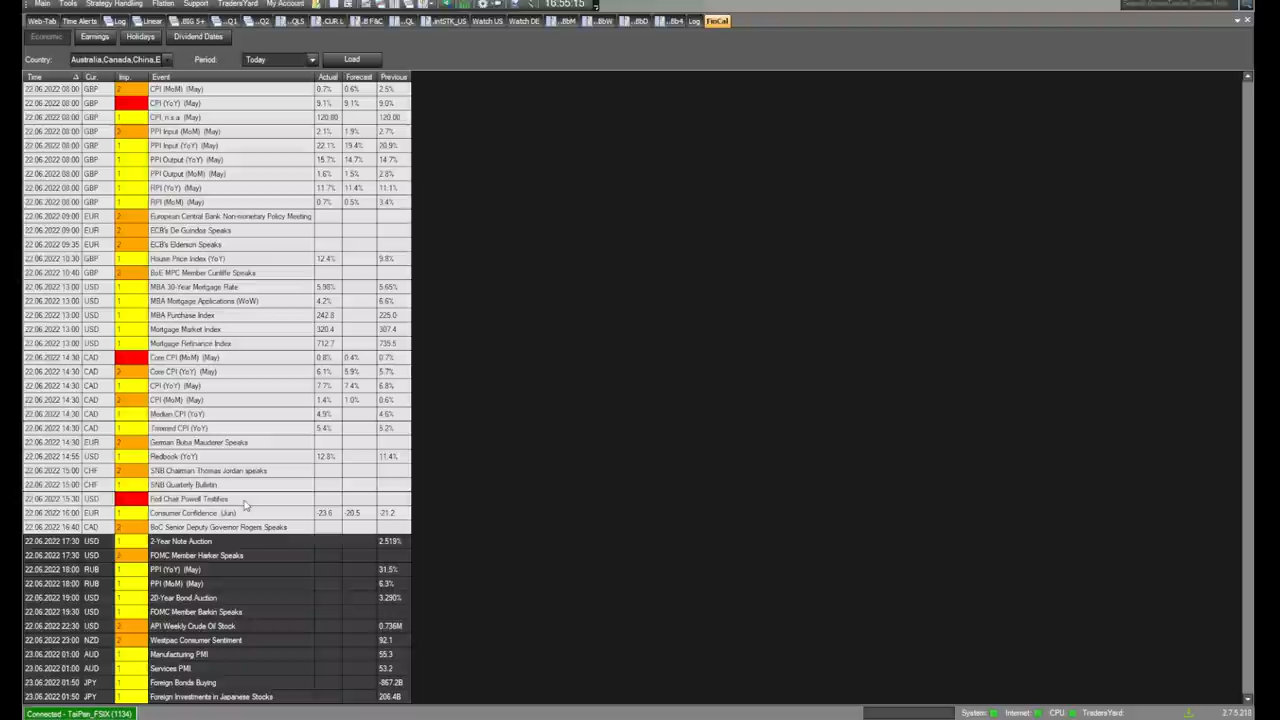 Main Tools Strategy Handling Flatten Support TradersYard My Account 16:55:15
Web-Tab Time Alerts Log Linear .BIG S+ ..Q1 ..Q2 ..QLS .CUR L .B F&C ..QL .intSTK_US Watch US Watch DE ..BbM ..BbW ..BbD ..Bb4 Log FinCal
Economic Earnings Holidays Dividend Dates
Country: Australia,Canada,China,E Period: Today Load
Time Cur. Imp. Event Actual Forecast Previous
22.06.2022 08:00 GBP 2 CPI (MoM) (May) 0.7% 0.6% 2.5%
22.06.2022 08:00 GBP CPI (YoY) (May) 9.1% 9.1% 9.0%
22.06.2022 08:00 GBP 1 CPI, n.s.a (May) 120.80 120.00
22.06.2022 08:00 GBP 2 PPI Input (MoM) (May) 2.1% 1.9% 2.7%
22.06.2022 08:00 GBP 1 PPI Input (YoY) (May) 22.1% 19.4% 20.9%
22.06.2022 08:00 GBP 1 PPI Output (YoY) (May) 15.7% 14.7% 14.7%
22.06.2022 08:00 GBP 1 PPI Output (MoM) (May) 1.6% 1.5% 2.8%
22.06.2022 08:00 GBP 1 RPI (YoY) (May) 11.7% 11.4% 11.1%
22.06.2022 08:00 GBP 1 RPI (MoM) (May) 0.7% 0.5% 3.4%
22.06.2022 09:00 EUR 2 European Central Bank Non-monetary Policy Meeting
22.06.2022 09:00 EUR 2 ECB's De Guindos Speaks
22.06.2022 09:35 EUR 2 ECB's Elderson Speaks
22.06.2022 10:30 GBP 1 House Price Index (YoY) 12.4% 9.8%
22.06.2022 10:40 GBP 2 BoE MPC Member Cunliffe Speaks
22.06.2022 13:00 USD 1 MBA 30-Year Mortgage Rate 5.98% 5.65%
22.06.2022 13:00 USD 1 MBA Mortgage Applications (WoW) 4.2% 6.6%
22.06.2022 13:00 USD 1 MBA Purchase Index 242.8 225.0
22.06.2022 13:00 USD 1 Mortgage Market Index 320.4 307.4
22.06.2022 13:00 USD 1 Mortgage Refinance Index 712.7 739.5
22.06.2022 14:30 CAD Core CPI (MoM) (May) 0.8% 0.4% 0.7%
22.06.2022 14:30 CAD 2 Core CPI (YoY) (May) 6.1% 5.9% 5.7%
22.06.2022 14:30 CAD 1 CPI (YoY) (May) 7.7% 7.4% 6.8%
22.06.2022 14:30 CAD 2 CPI (MoM) (May) 1.4% 1.0% 0.6%
22.06.2022 14:30 CAD 1 Median CPI (YoY) 4.9% 4.6%
22.06.2022 14:30 CAD 1 Trimmed CPI (YoY) 5.4% 5.2%
22.06.2022 14:30 EUR 2 German Buba Mauderer Speaks
22.06.2022 14:55 USD 1 Redbook (YoY) 12.8% 11.4%
22.06.2022 15:00 CHF 2 SNB Chairman Thomas Jordan speaks
22.06.2022 15:00 CHF 1 SNB Quarterly Bulletin
22.06.2022 15:30 USD Fed Chair Powell Testifies
22.06.2022 16:00 EUR 1 Consumer Confidence (Jun) -23.6 -20.5 -21.2
22.06.2022 16:40 CAD 2 BoC Senior Deputy Governor Rogers Speaks
22.06.2022 17:30 USD 1 2-Year Note Auction 2.519%
22.06.2022 17:30 USD 2 FOMC Member Harker Speaks
22.06.2022 18:00 RUB 1 PPI (YoY) (May) 31.5%
22.06.2022 18:00 RUB 1 PPI (MoM) (May) 6.3%
22.06.2022 19:00 USD 1 20-Year Bond Auction 3.290%
22.06.2022 19:30 USD 1 FOMC Member Barkin Speaks
22.06.2022 22:30 USD 2 API Weekly Crude Oil Stock 0.736M
22.06.2022 23:00 NZD 2 Westpac Consumer Sentiment 92.1
23.06.2022 01:00 AUD 1 Manufacturing PMI 55.3
23.06.2022 01:00 AUD 1 Services PMI 53.2
23.06.2022 01:50 JPY 1 Foreign Bonds Buying -867.2B
23.06.2022 01:50 JPY 1 Foreign Investments in Japanese Stocks 206.4B
Connected - TaiPan_FSIX (1134) System: Internet: CPU: TradersYard: 2.7.5.218